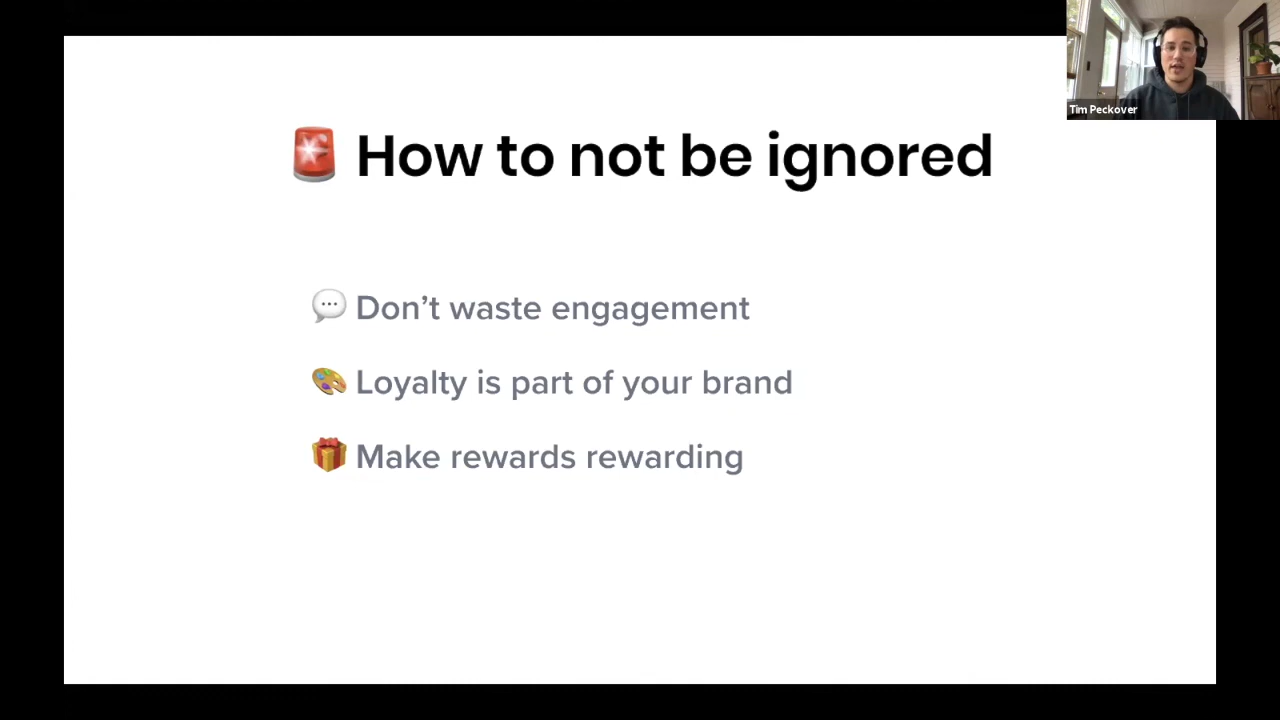 How to not be ignored
Don’t waste engagement
Loyalty is part of your brand
Make rewards rewarding
Tim Peckover